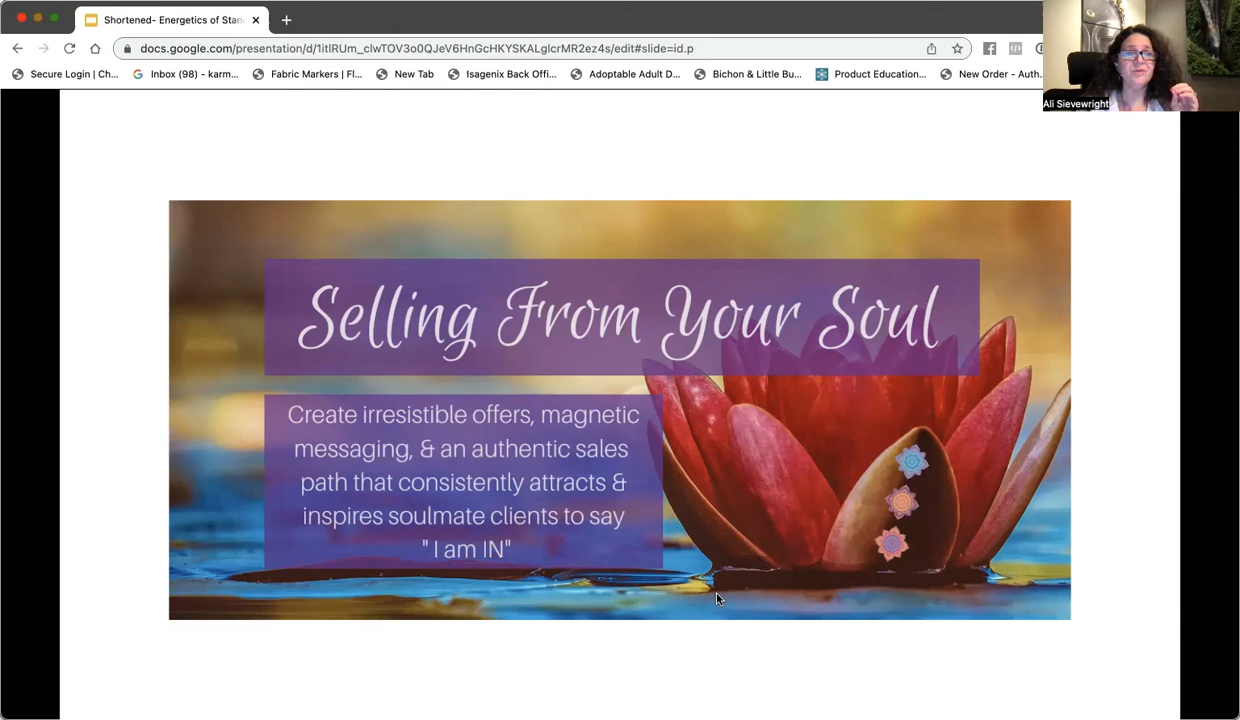 Shortened- Energetics of Stan
docs.google.com/presentation/d/1itlRUm_clwTOV3o0QJeV6HnGcHKYSKALglcrMR2ez4s/edit#slide=id.p
Secure Login | Ch... Inbox (98) - karm... Fabric Markers | Fl... New Tab Isagenix Back Offi... Adoptable Adult D... Bichon & Little Bu... Product Education... New Order - Auth...
Ali Sievewright
Selling From Your Soul
Create irresistible offers, magnetic
messaging, & an authentic sales
path that consistently attracts &
inspires soulmate clients to say
" I am IN"